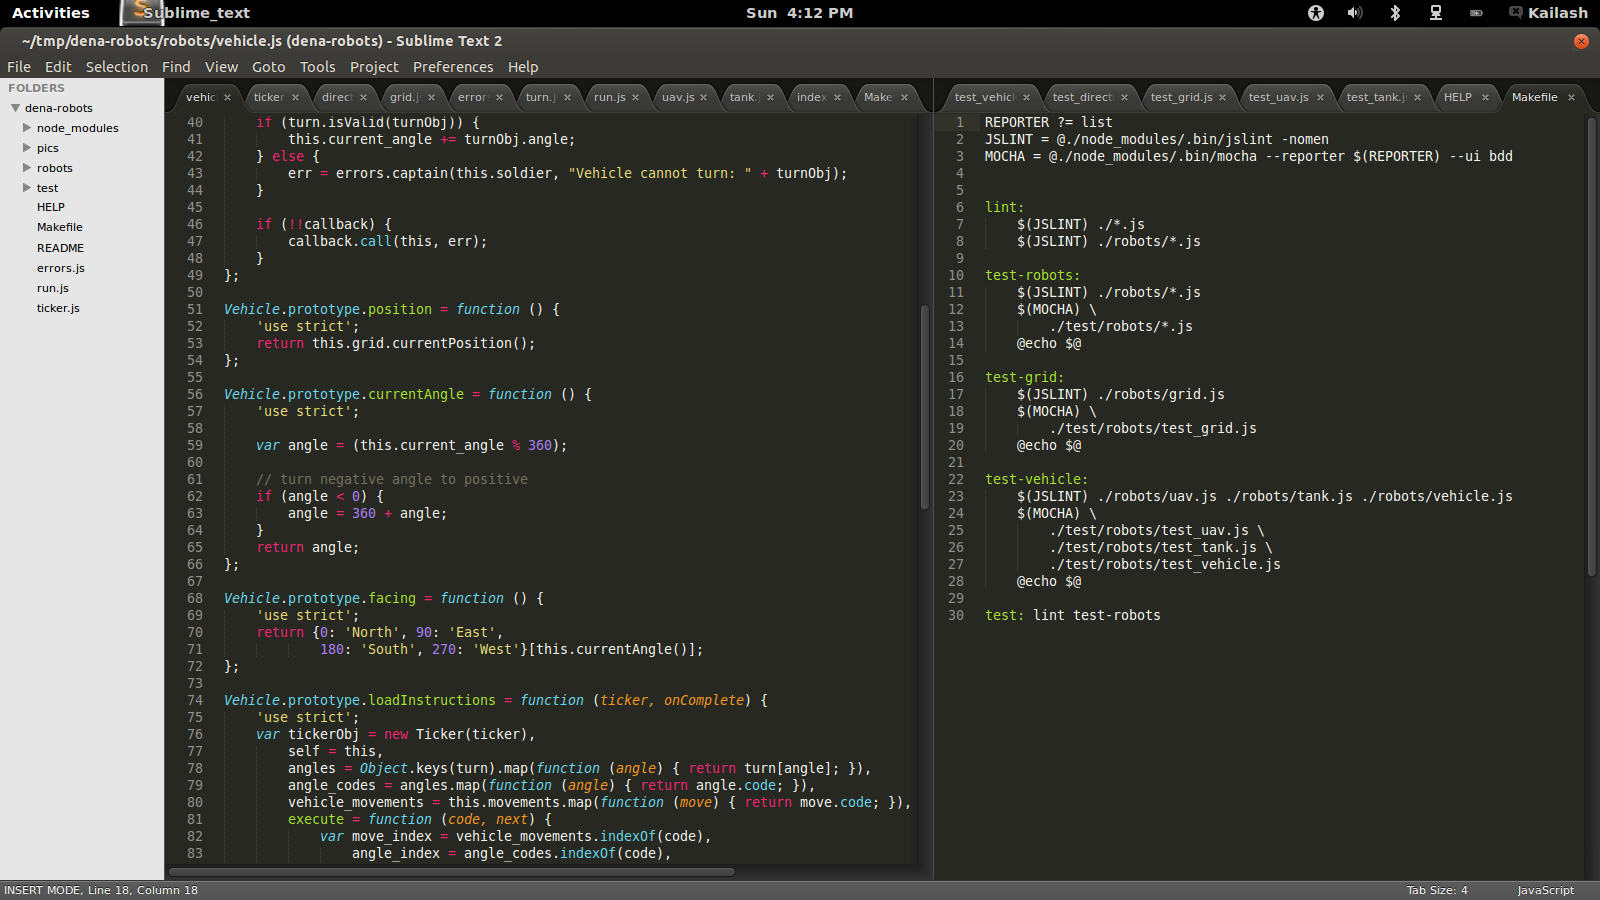 Activities
Sublime_text
Sun 4:12 PM
Kailash
~/tmp/dena-robots/robots/vehicle.js (dena-robots) - Sublime Text 2
File Edit Selection Find View Goto Tools Project Preferences Help
FOLDERS
dena-robots
node_modules
pics
robots
test
HELP
Makefile
README
errors.js
run.js
ticker.js
vehic ticker direct grid.j errors turn.j run.js uav.js tank.j index Make
40 if (turn.isValid(turnObj)) {
41 this.current_angle += turnObj.angle;
42 } else {
43 err = errors.captain(this.soldier, "Vehicle cannot turn: " + turnObj);
44 }
45
46 if (!!callback) {
47 callback.call(this, err);
48 }
49 };
50
51 Vehicle.prototype.position = function () {
52 'use strict';
53 return this.grid.currentPosition();
54 };
55
56 Vehicle.prototype.currentAngle = function () {
57 'use strict';
58
59 var angle = (this.current_angle % 360);
60
61 // turn negative angle to positive
62 if (angle < 0) {
63 angle = 360 + angle;
64 }
65 return angle;
66 };
67
68 Vehicle.prototype.facing = function () {
69 'use strict';
70 return {0: 'North', 90: 'East',
71 180: 'South', 270: 'West'}[this.currentAngle()];
72 };
73
74 Vehicle.prototype.loadInstructions = function (ticker, onComplete) {
75 'use strict';
76 var tickerObj = new Ticker(ticker),
77 self = this,
78 angles = Object.keys(turn).map(function (angle) { return turn[angle]; }),
79 angle_codes = angles.map(function (angle) { return angle.code; }),
80 vehicle_movements = this.movements.map(function (move) { return move.code; }),
81 execute = function (code, next) {
82 var move_index = vehicle_movements.indexOf(code),
83 angle_index = angle_codes.indexOf(code),
test_vehicl test_directi test_grid.js test_uav.js test_tank.js HELP Makefile
1 REPORTER ?= list
2 JSLINT = @./node_modules/.bin/jslint -nomen
3 MOCHA = @./node_modules/.bin/mocha --reporter $(REPORTER) --ui bdd
4
5
6 lint:
7 $(JSLINT) ./*.js
8 $(JSLINT) ./robots/*.js
9
10 test-robots:
11 $(JSLINT) ./robots/*.js
12 $(MOCHA) \
13 ./test/robots/*.js
14 @echo $@
15
16 test-grid:
17 $(JSLINT) ./robots/grid.js
18 $(MOCHA) \
19 ./test/robots/test_grid.js
20 @echo $@
21
22 test-vehicle:
23 $(JSLINT) ./robots/uav.js ./robots/tank.js ./robots/vehicle.js
24 $(MOCHA) \
25 ./test/robots/test_uav.js \
26 ./test/robots/test_tank.js \
27 ./test/robots/test_vehicle.js
28 @echo $@
29
30 test: lint test-robots
INSERT MODE, Line 18, Column 18
Tab Size: 4
JavaScript